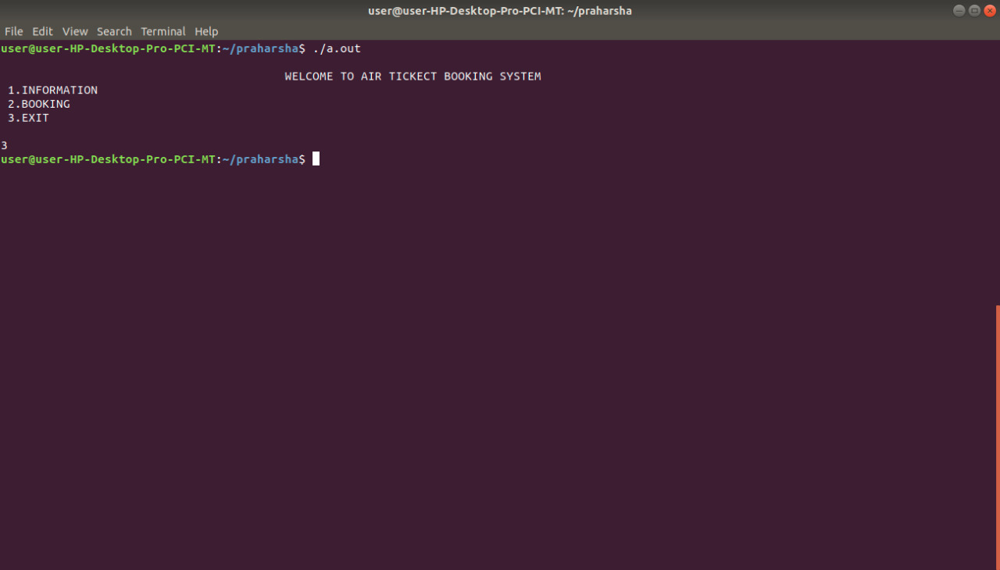 user@user-HP-Desktop-Pro-PCI-MT: ~/praharsha
File Edit View Search Terminal Help
user@user-HP-Desktop-Pro-PCI-MT:~/praharsha$ ./a.out
WELCOME TO AIR TICKECT BOOKING SYSTEM
1.INFORMATION
2.BOOKING
3.EXIT
3
user@user-HP-Desktop-Pro-PCI-MT:~/praharsha$